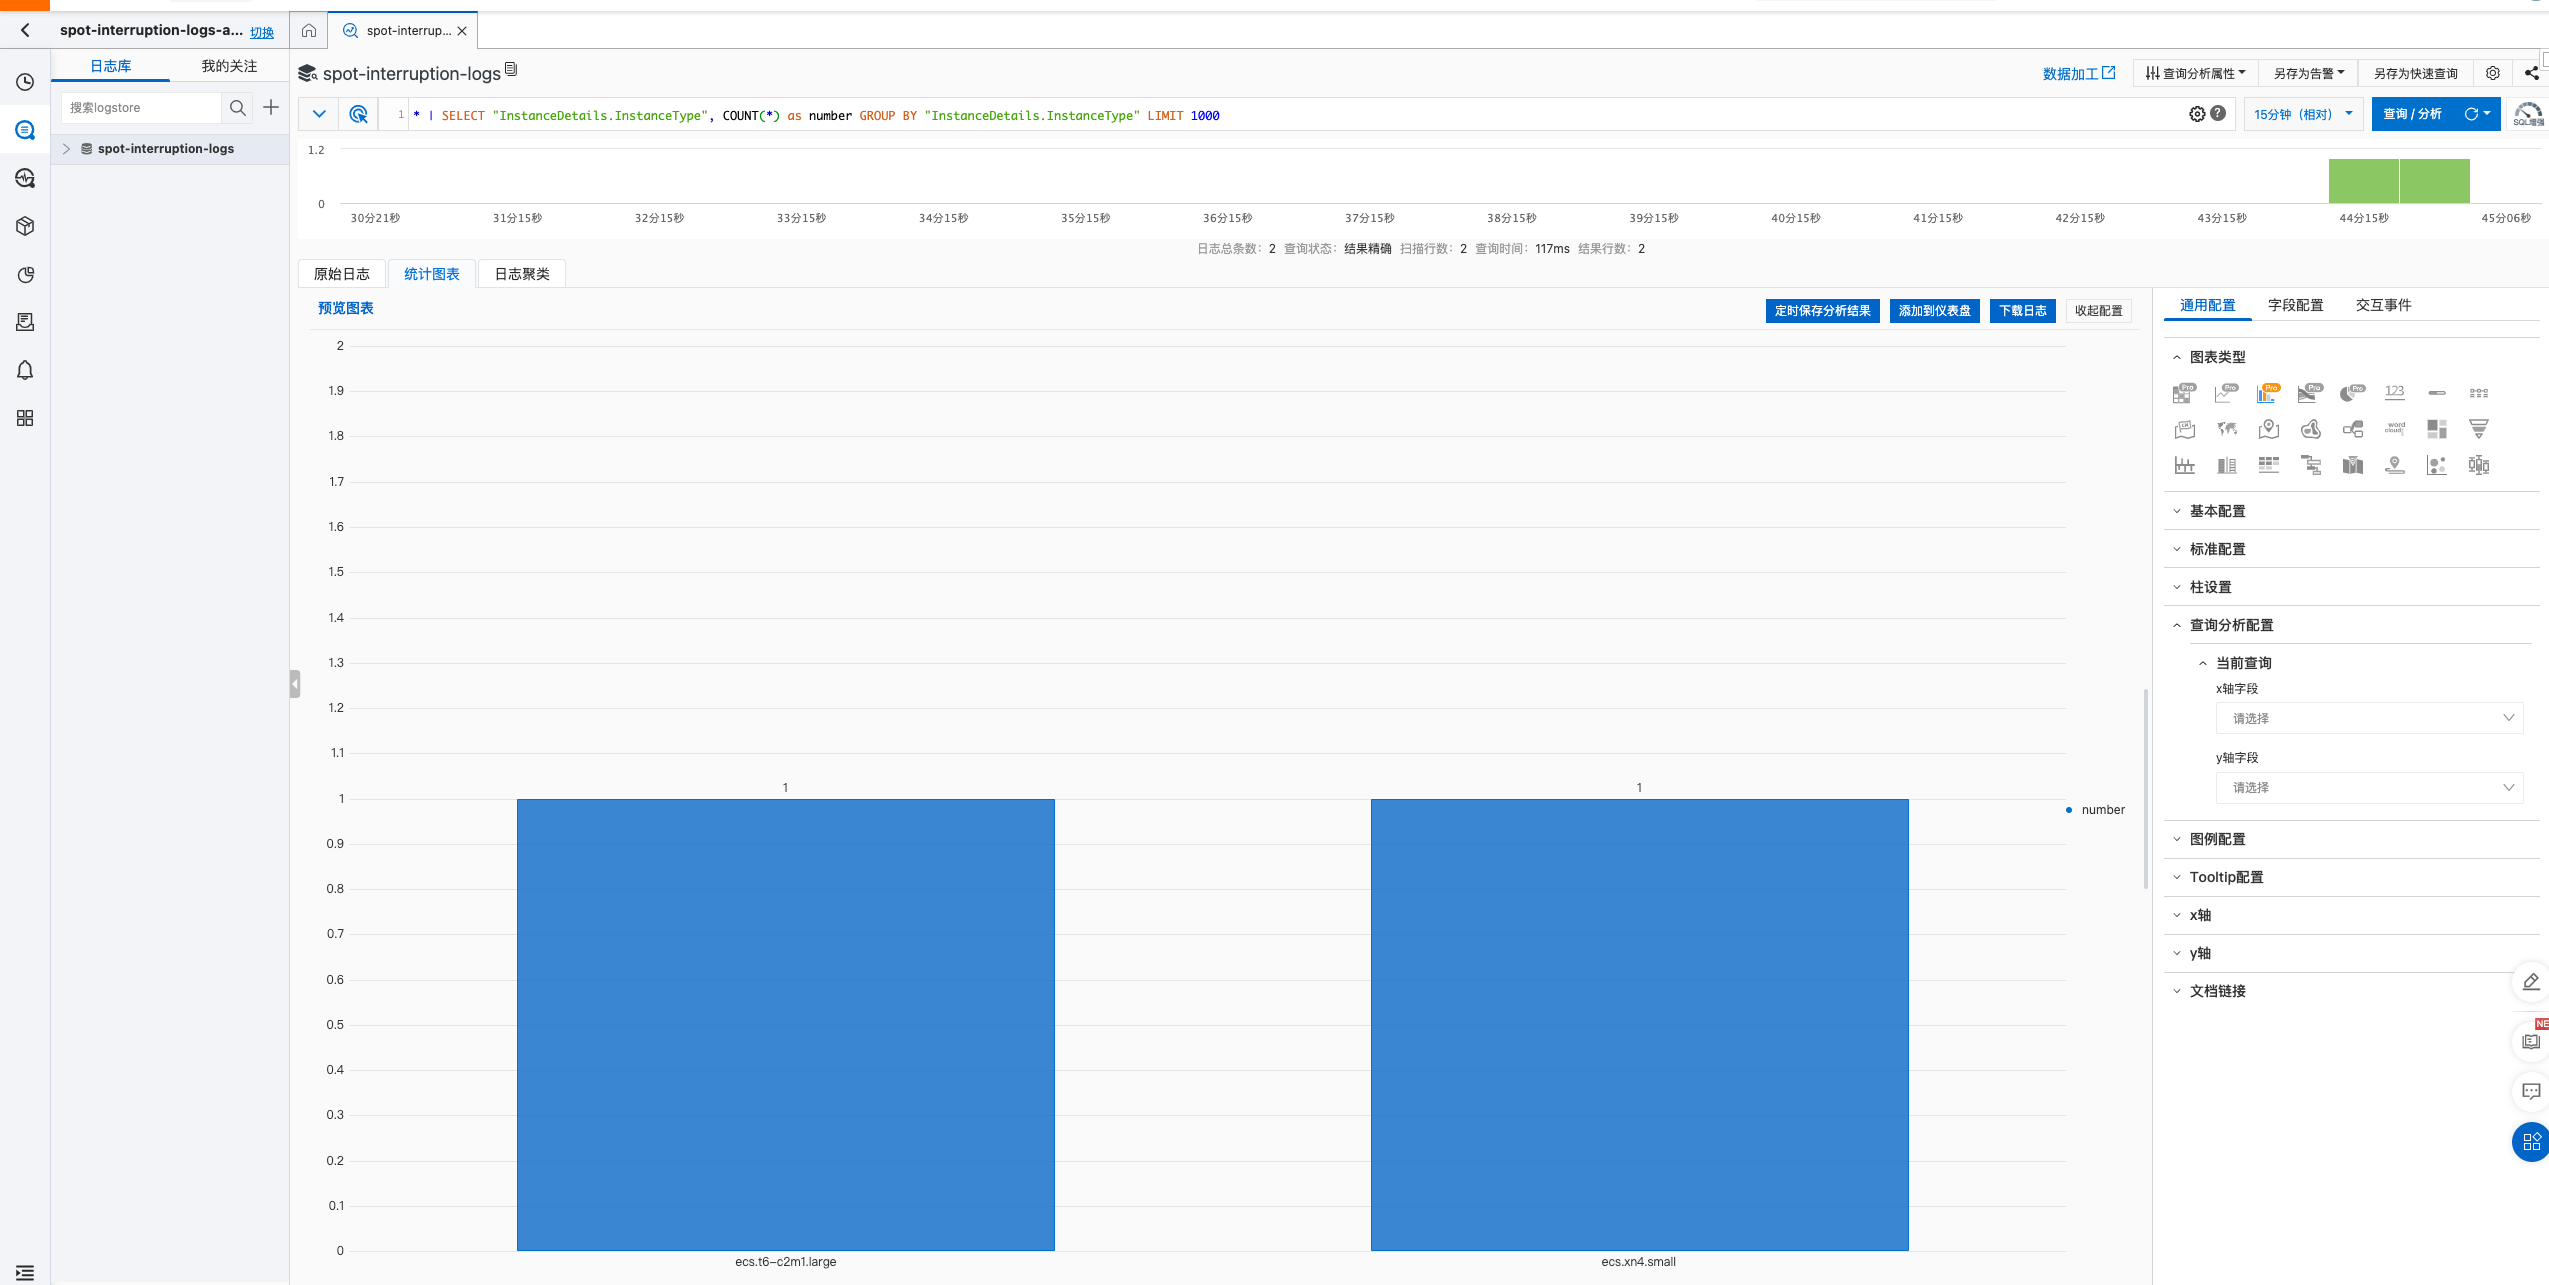 spot-interruption-logs-a... 切换
spot-interrup...
日志库 我的关注
搜索logstore
spot-interruption-logs
spot-interruption-logs
数据加工 查询分析属性 另存为告警 另存为快速查询
1 * | SELECT "InstanceDetails.InstanceType", COUNT(*) as number GROUP BY "InstanceDetails.InstanceType" LIMIT 1000
15分钟（相对） 查询 / 分析 SQL增强
1.2
0
30分21秒 31分15秒 32分15秒 33分15秒 34分15秒 35分15秒 36分15秒 37分15秒 38分15秒 39分15秒 40分15秒 41分15秒 42分15秒 43分15秒 44分15秒 45分06秒
日志总条数: 2 查询状态: 结果精确 扫描行数: 2 查询时间: 117ms 结果行数: 2
原始日志 统计图表 日志聚类
预览图表
定时保存分析结果 添加到仪表盘 下载日志 收起配置
2
1.9
1.8
1.7
1.6
1.5
1.4
1.3
1.2
1.1
1
0.9
0.8
0.7
0.6
0.5
0.4
0.3
0.2
0.1
0
1 1
number
ecs.t6-c2m1.large ecs.xn4.small
通用配置 字段配置 交互事件
图表类型
Pro Pro Pro Pro Pro 123
word cloud
基本配置
标准配置
柱设置
查询分析配置
当前查询
x轴字段
请选择
y轴字段
请选择
图例配置
Tooltip配置
x轴
y轴
文档链接
NE